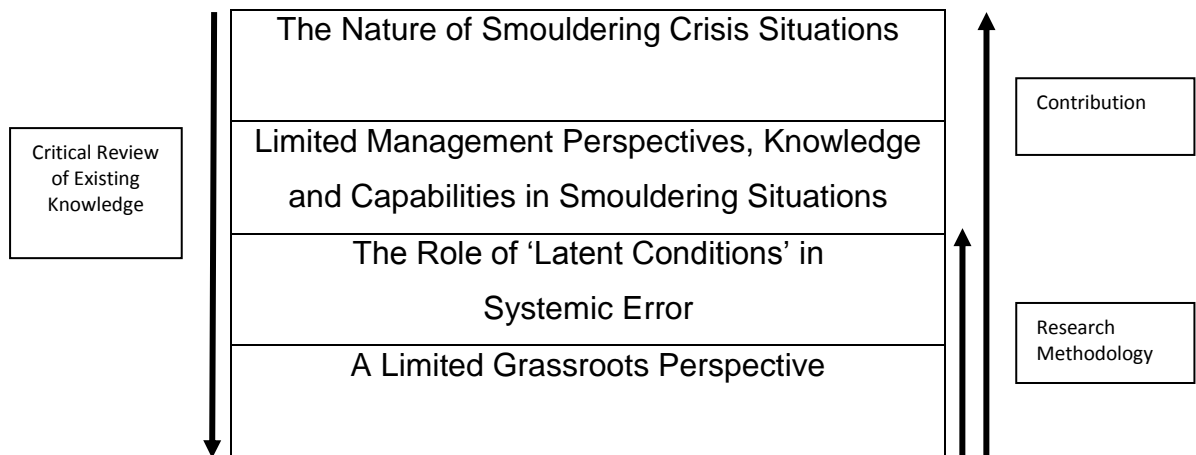 The Nature of Smouldering Crisis Situations
Limited Management Perspectives, Knowledge
and Capabilities in Smouldering Situations
The Role of ‘Latent Conditions’ in
Systemic Error
A Limited Grassroots Perspective
Critical Review
of Existing
Knowledge
Contribution
Research
Methodology